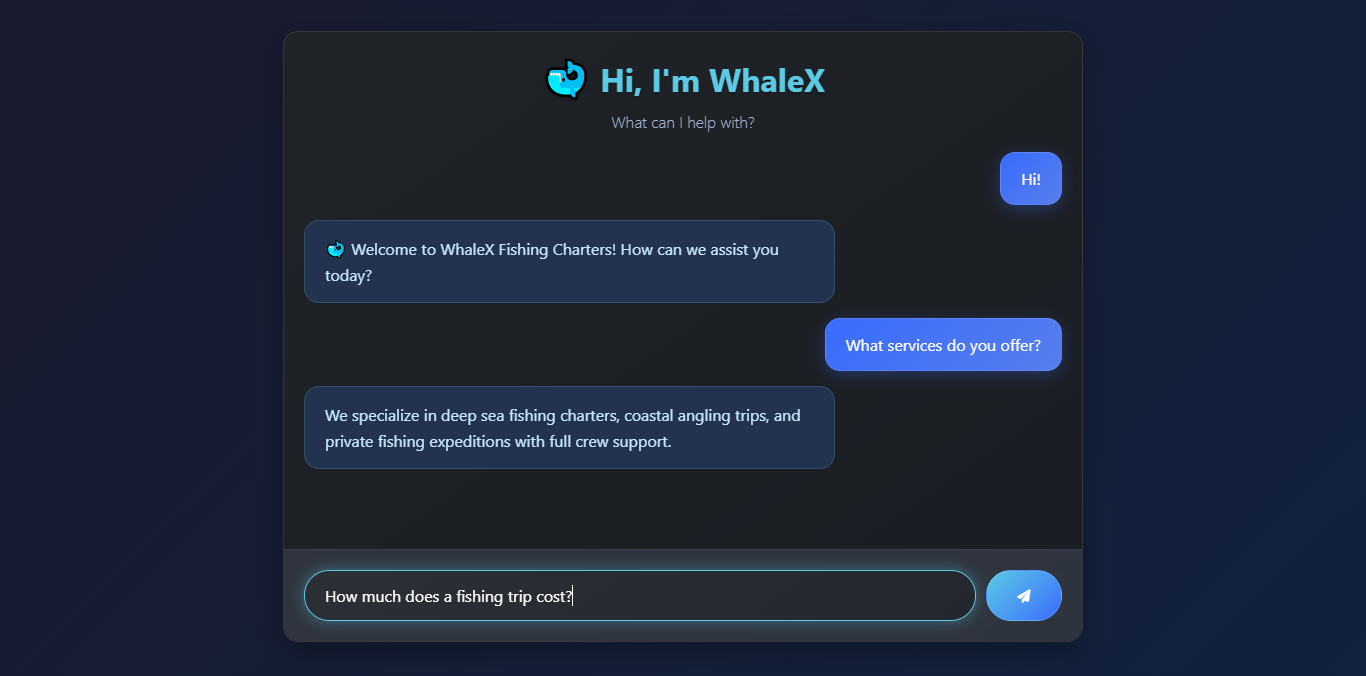 Hi, I'm WhaleX
What can I help with?
Hi!
Welcome to WhaleX Fishing Charters! How can we assist you
today?
What services do you offer?
We specialize in deep sea fishing charters, coastal angling trips, and
private fishing expeditions with full crew support.
How much does a fishing trip cost?